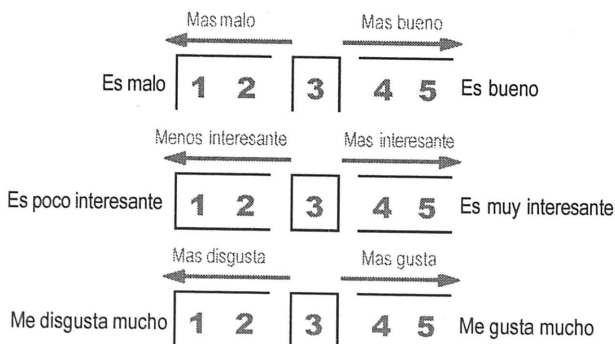 Mas malo Mas bueno
Es malo 1 2 3 4 5 Es bueno
Menos interesante Mas interesante
Es poco interesante 1 2 3 4 5 Es muy interesante
Mas disgusta Mas gusta
Me disgusta mucho 1 2 3 4 5 Me gusta mucho